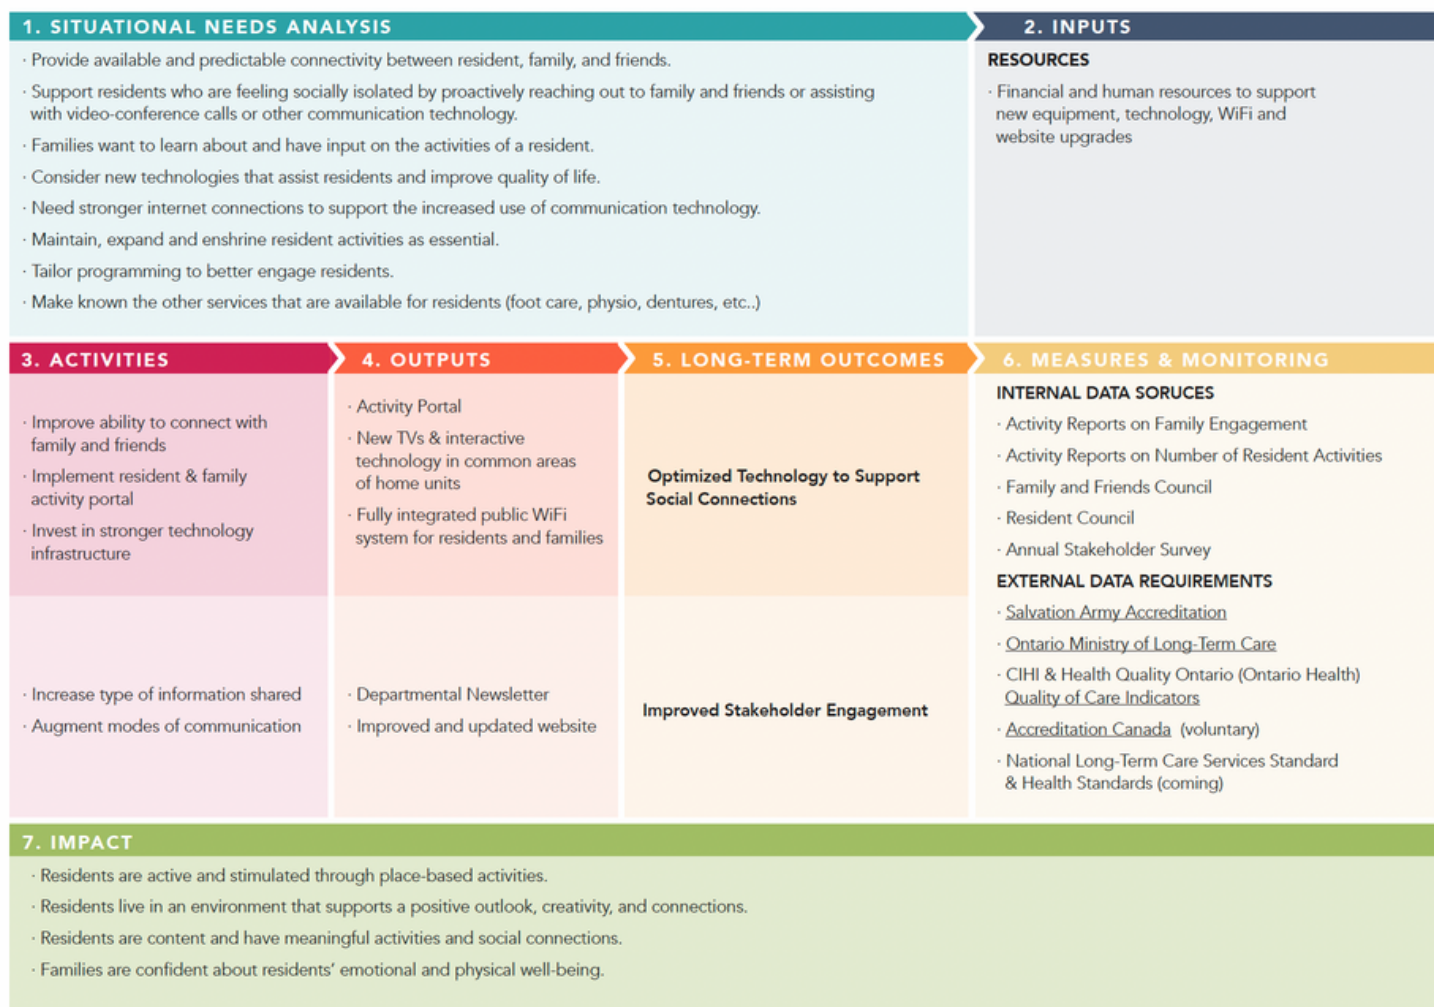 1. SITUATIONAL NEEDS ANALYSIS
· Provide available and predictable connectivity between resident, family, and friends.
· Support residents who are feeling socially isolated by proactively reaching out to family and friends or assisting
with video-conference calls or other communication technology.
· Families want to learn about and have input on the activities of a resident.
· Consider new technologies that assist residents and improve quality of life.
· Need stronger internet connections to support the increased use of communication technology.
· Maintain, expand and enshrine resident activities as essential.
· Tailor programming to better engage residents.
· Make known the other services that are available for residents (foot care, physio, dentures, etc..)
2. INPUTS
RESOURCES
· Financial and human resources to support
new equipment, technology, WiFi and
website upgrades
3. ACTIVITIES
· Improve ability to connect with
family and friends
· Implement resident & family
activity portal
· Invest in stronger technology
infrastructure
· Increase type of information shared
· Augment modes of communication
4. OUTPUTS
· Activity Portal
· New TVs & interactive
technology in common areas
of home units
· Fully integrated public WiFi
system for residents and families
· Departmental Newsletter
· Improved and updated website
5. LONG-TERM OUTCOMES
Optimized Technology to Support
Social Connections
Improved Stakeholder Engagement
6. MEASURES & MONITORING
INTERNAL DATA SORUCES
· Activity Reports on Family Engagement
· Activity Reports on Number of Resident Activities
· Family and Friends Council
· Resident Council
· Annual Stakeholder Survey
EXTERNAL DATA REQUIREMENTS
· Salvation Army Accreditation
· Ontario Ministry of Long-Term Care
· CIHI & Health Quality Ontario (Ontario Health)
Quality of Care Indicators
· Accreditation Canada (voluntary)
· National Long-Term Care Services Standard
& Health Standards (coming)
7. IMPACT
· Residents are active and stimulated through place-based activities.
· Residents live in an environment that supports a positive outlook, creativity, and connections.
· Residents are content and have meaningful activities and social connections.
· Families are confident about residents' emotional and physical well-being.